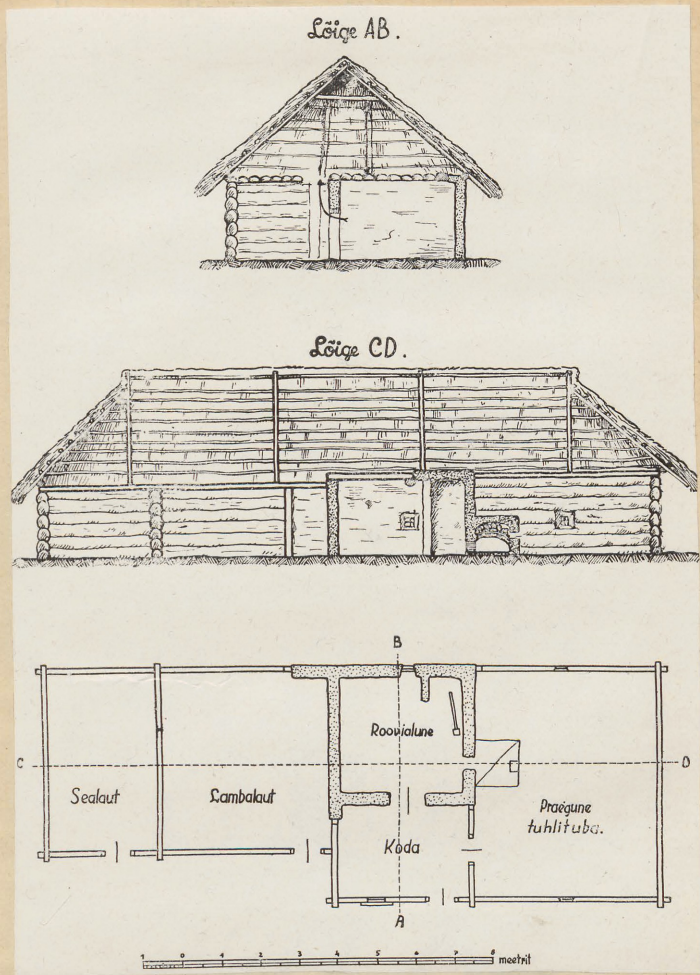 Lõige AB.
Lõige CD.
B
Roovialune
C
D
Sealaut
Lambalaut
Praégune
tuhlituba.
Koda
A
1 0 1 2 3 4 5 6 7 8 meetrit